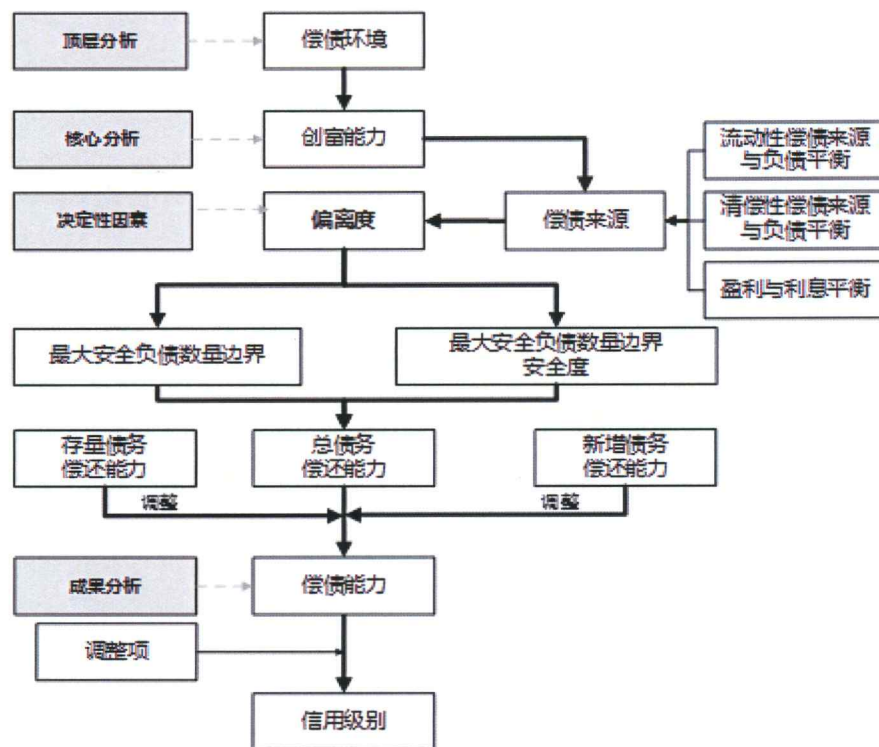 顶层分析
偿债环境
核心分析
创富能力
流动性偿债来源
与负债平衡
决定性因素
偏离度
偿债来源
清偿性偿债来源
与负债平衡
盈利与利息平衡
最大安全负债数量边界
最大安全负债数量边界
安全度
存量债务
偿还能力
总债务
偿还能力
新增债务
偿还能力
调整
调整
成果分析
偿债能力
调整项
信用级别